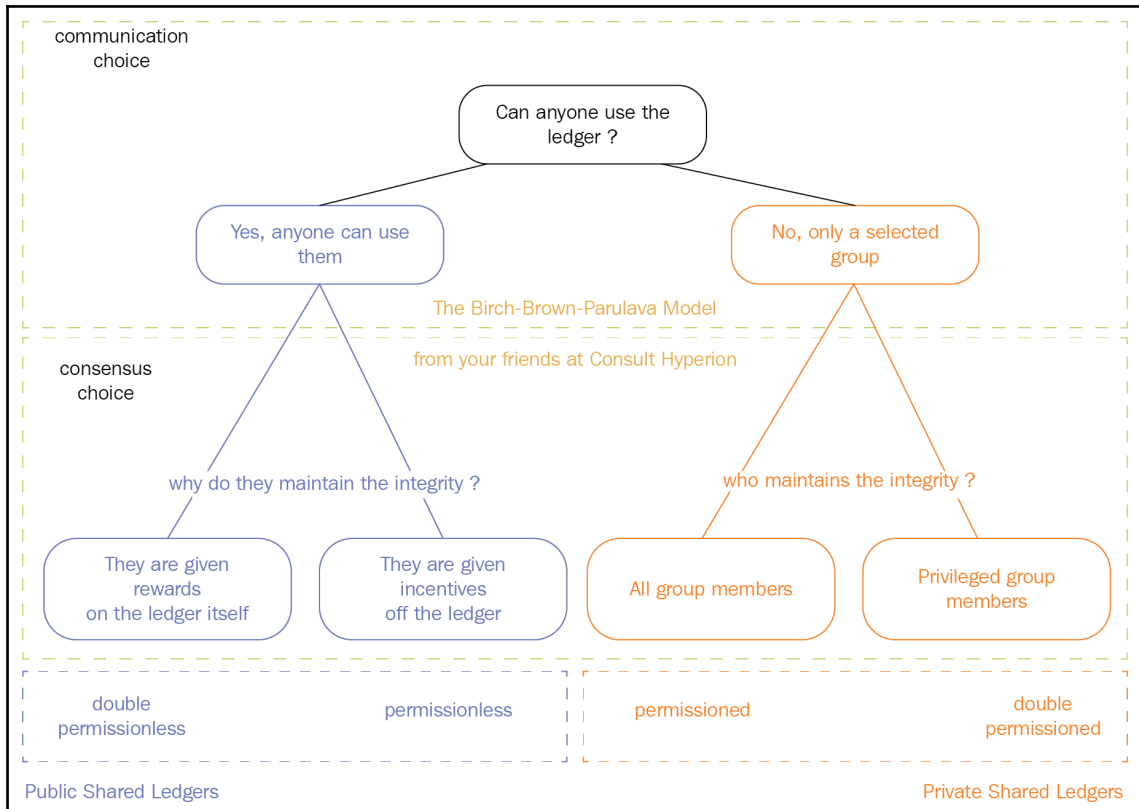 communication
choice
Can anyone use the
ledger ?
Yes, anyone can use
them
No, only a selected
group
The Birch-Brown-Parulava Model
from your friends at Consult Hyperion
consensus
choice
why do they maintain the integrity ?
who maintains the integrity ?
They are given
rewards
on the ledger itself
They are given
incentives
off the ledger
All group members
Privileged group
members
double
permissionless
permissionless
permissioned
double
permissioned
Public Shared Ledgers
Private Shared Ledgers